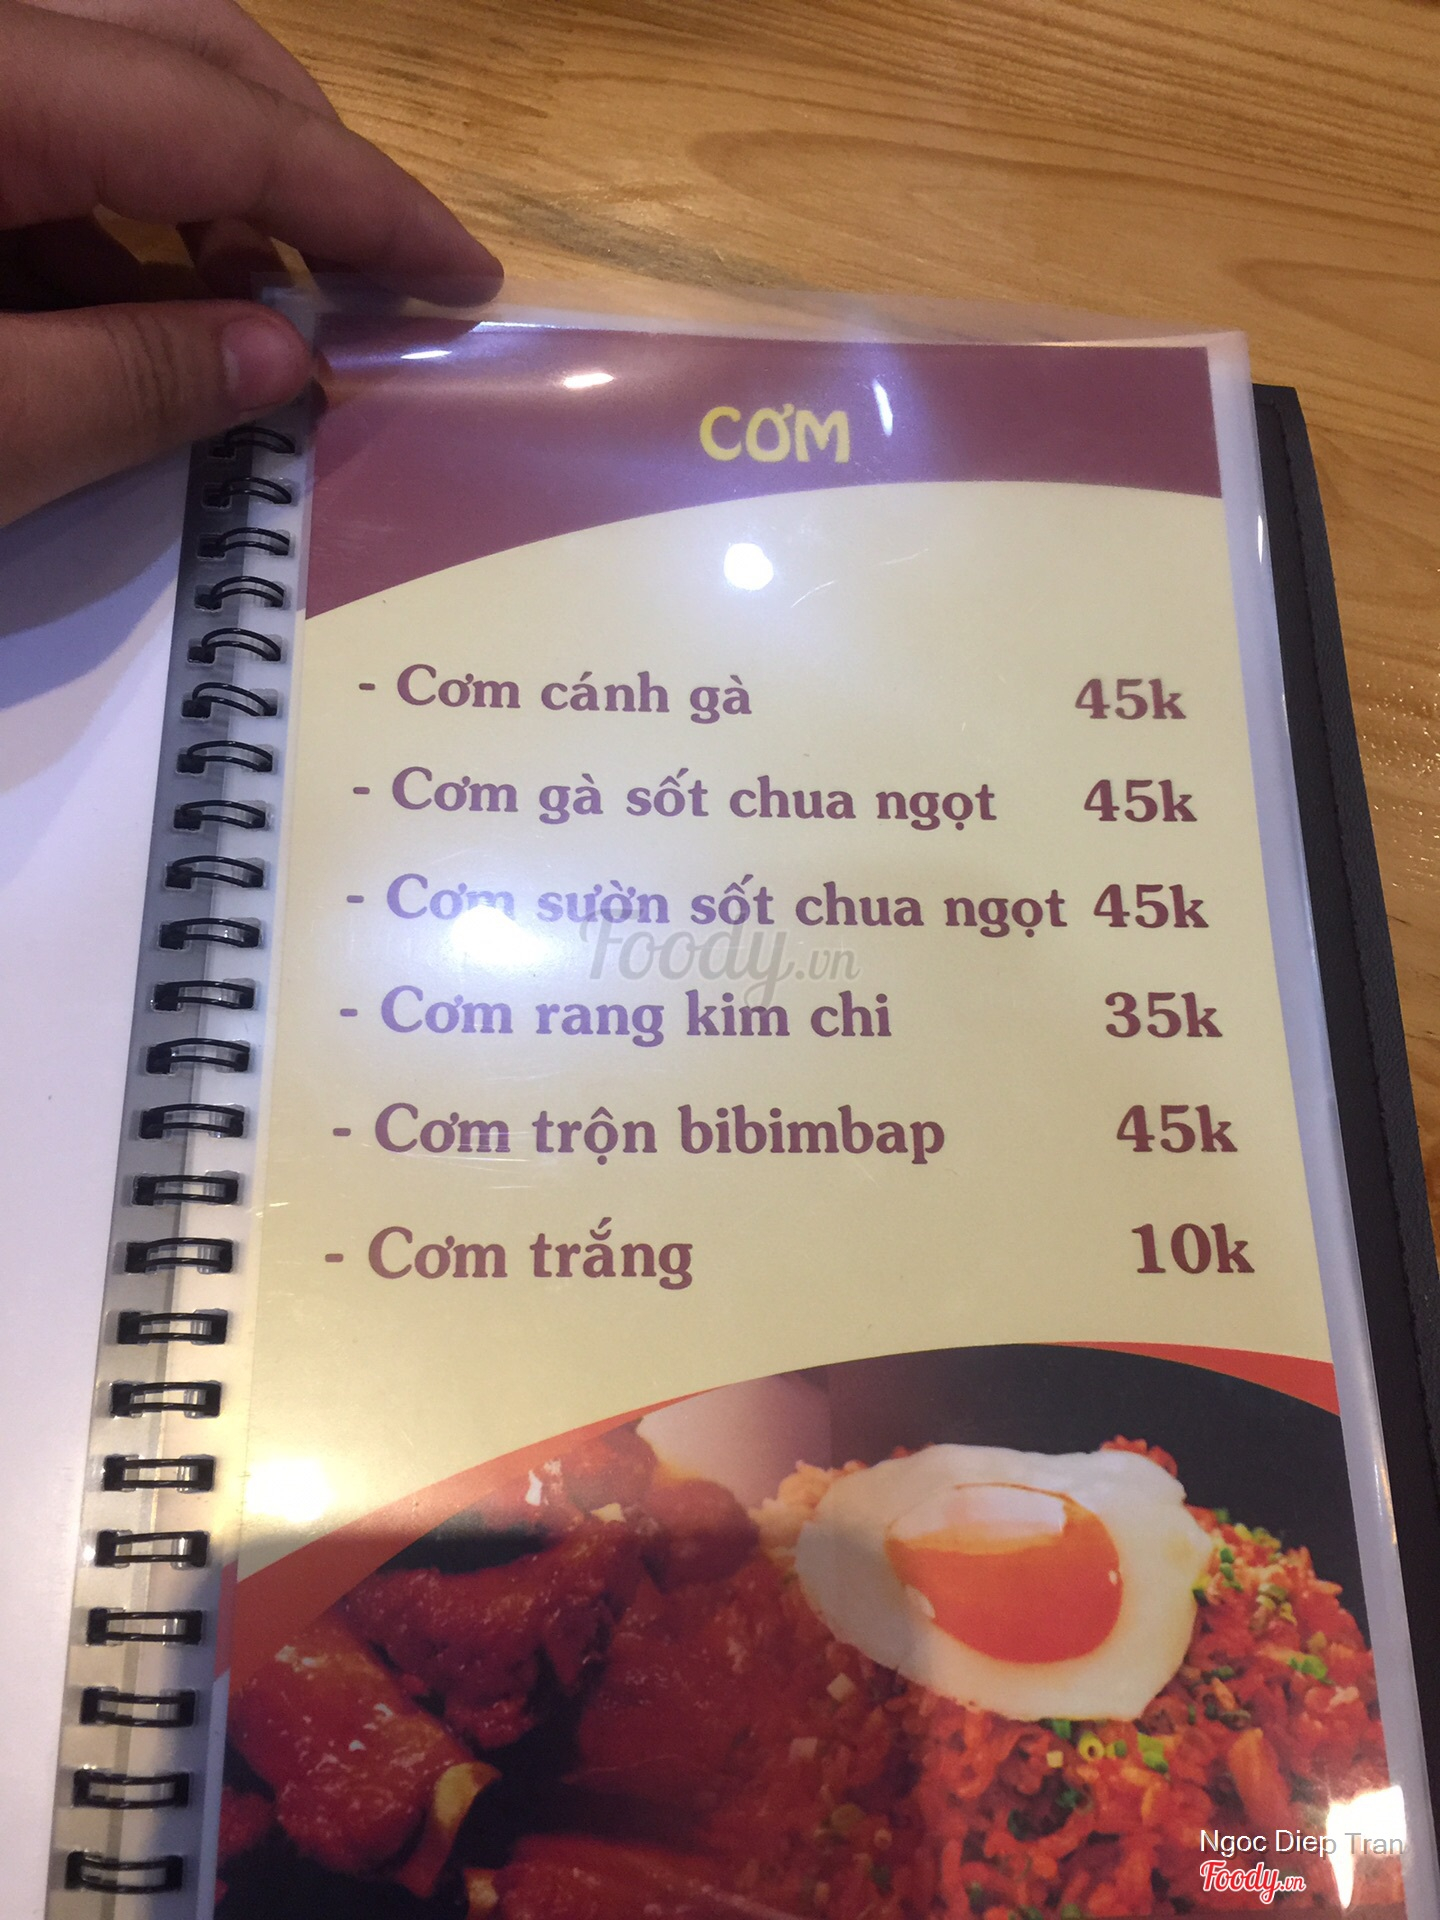 CƠM
- Cơm cánh gà 45k
- Cơm gà sốt chua ngọt 45k
- Cơm sườn sốt chua ngọt 45k
Foody.vn
- Cơm rang kim chi 35k
- Cơm trộn bibimbap 45k
- Cơm trắng 10k
Ngoc Diep Tran
Foody.vn